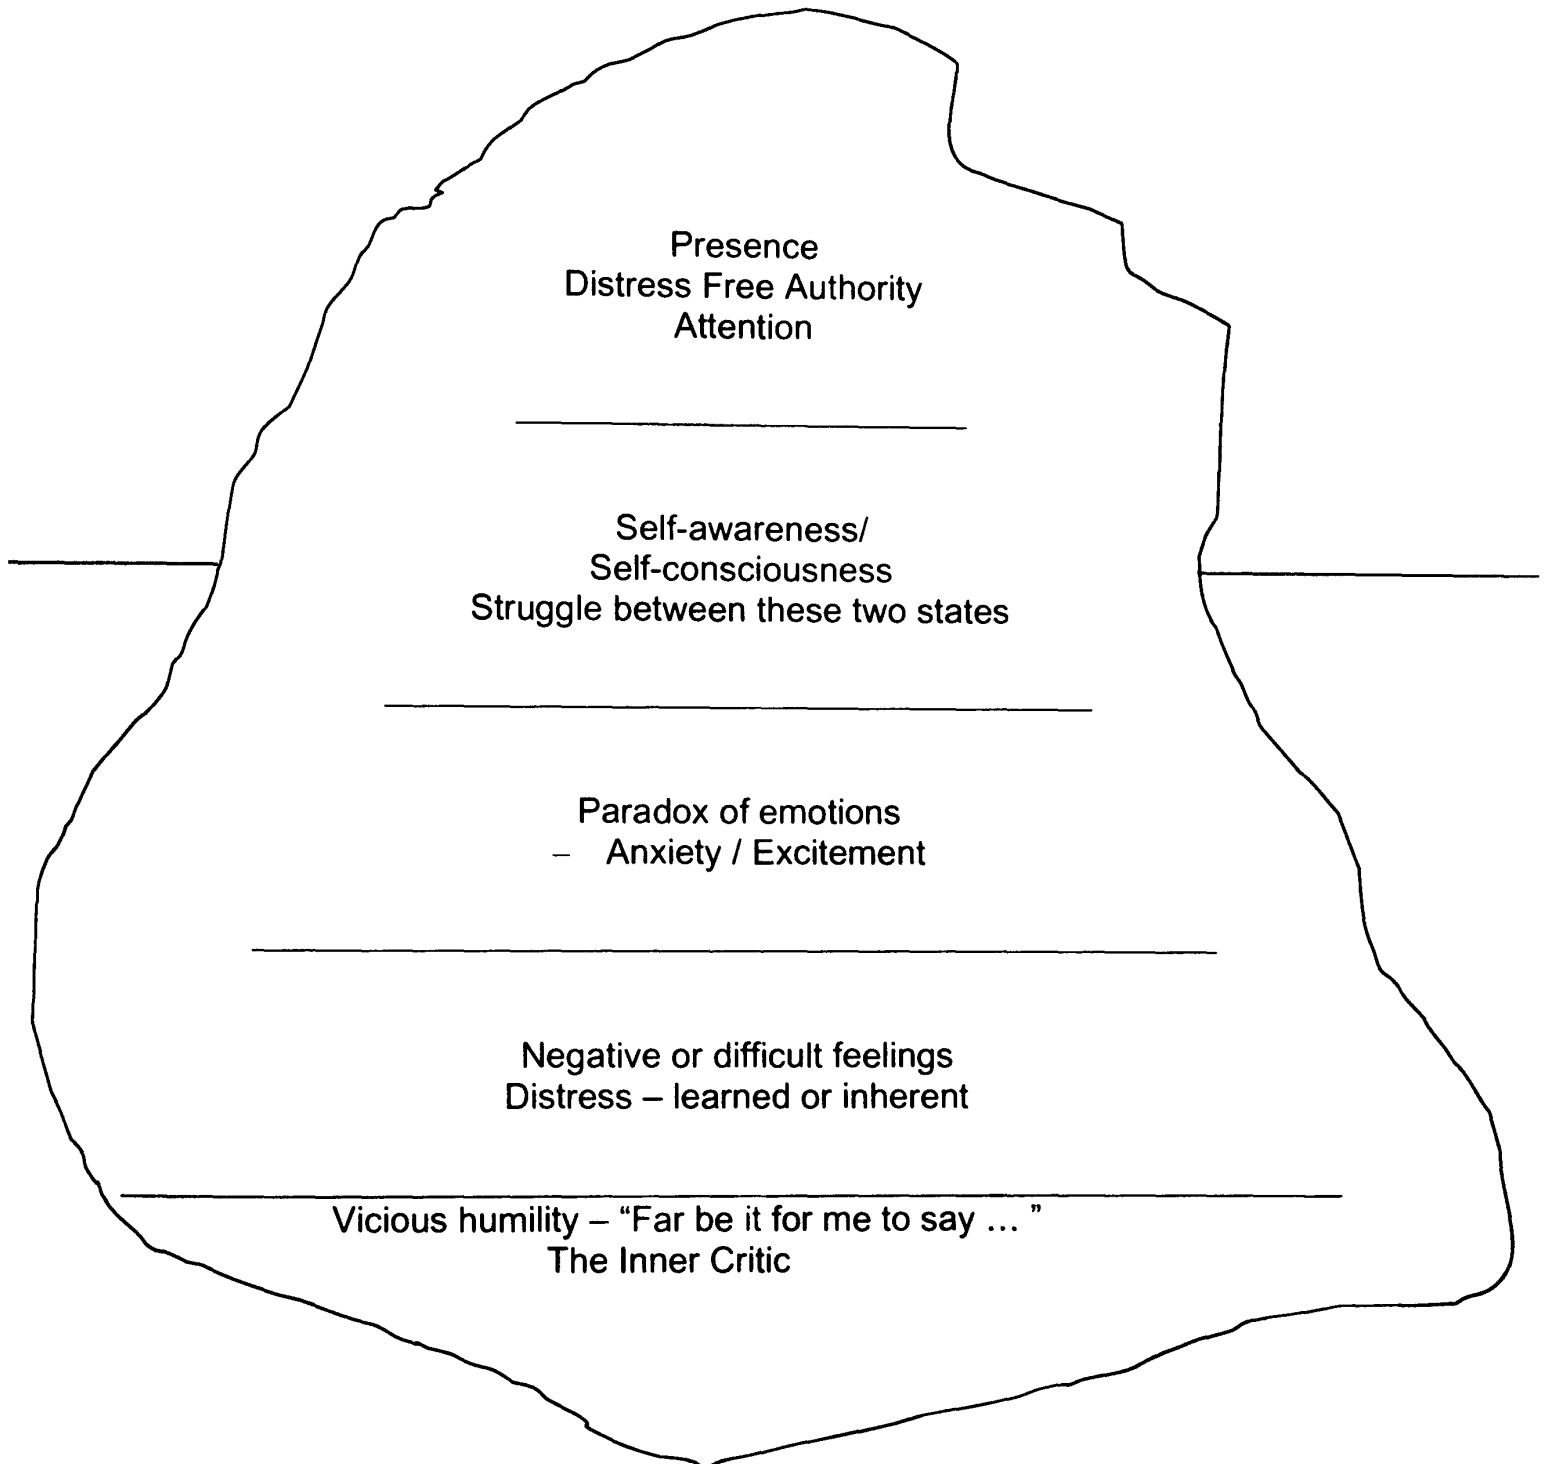 Presence
Distress Free Authority
Attention
Self-awareness/
Self-consciousness
Struggle between these two states
Paradox of emotions
– Anxiety / Excitement
Negative or difficult feelings
Distress – learned or inherent
Vicious humility – “Far be it for me to say ... ”
The Inner Critic